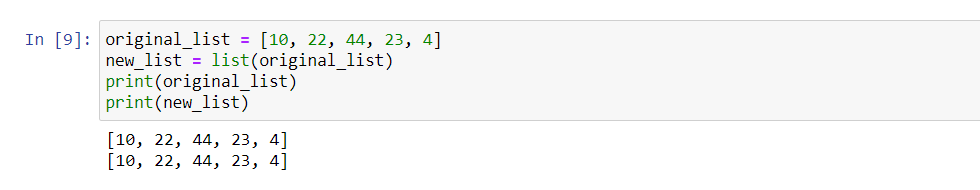 In [9]: original_list = [10, 22, 44, 23, 4]
new_list = list(original_list)
print(original_list)
print(new_list)
[10, 22, 44, 23, 4]
[10, 22, 44, 23, 4]